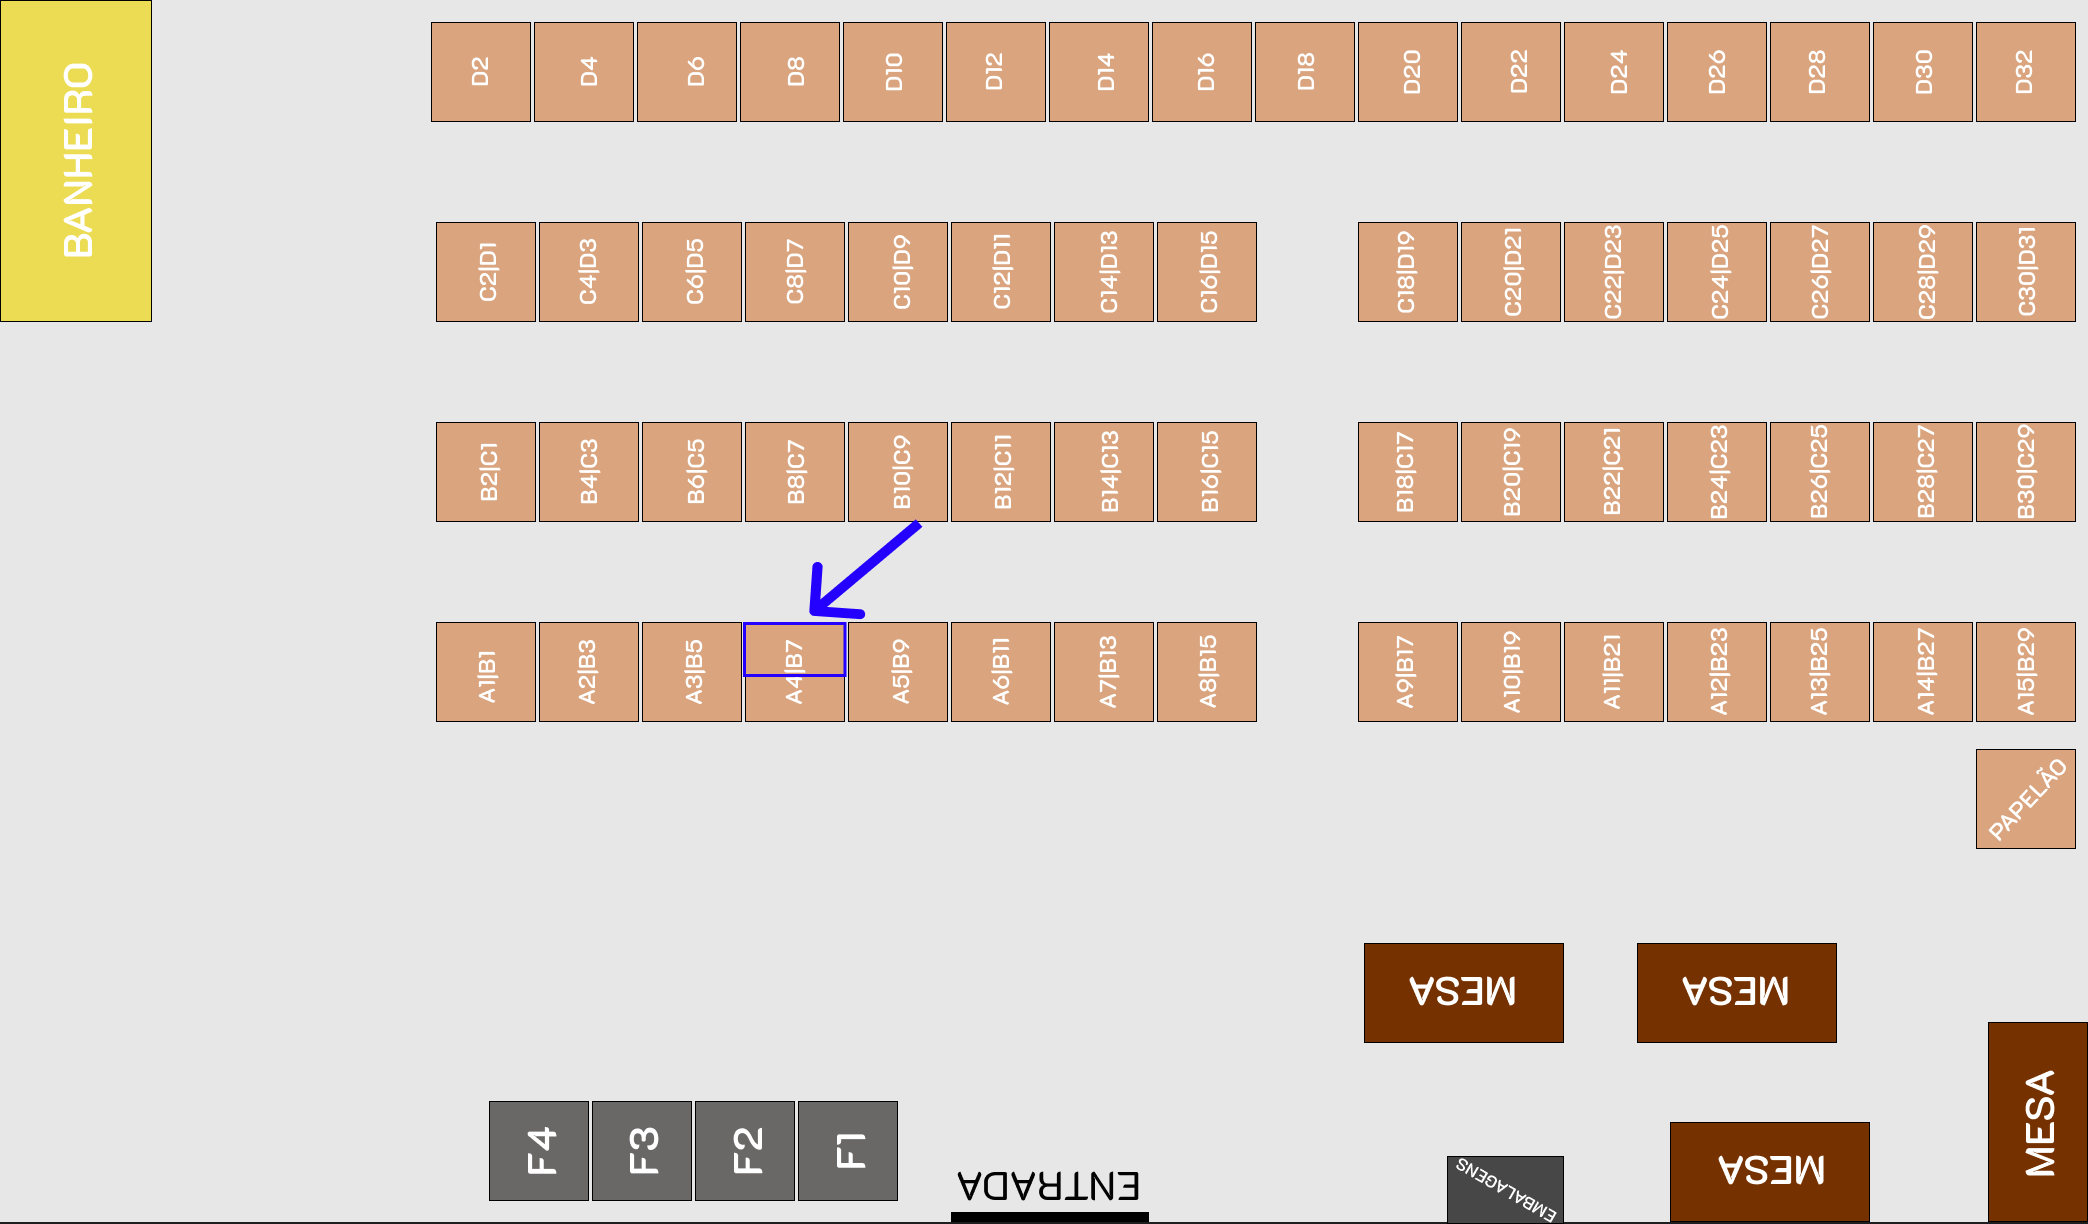 BANHEIRO
D2
D4
D6
D8
D10
D12
D14
D16
D18
D20
D22
D24
D26
D28
D30
D32
C2|D1
C4|D3
C6|D5
C8|D7
C10|D9
C12|D11
C14|D13
C16|D15
C18|D19
C20|D21
C22|D23
C24|D25
C26|D27
C28|D29
C30|D31
B2|C1
B4|C3
B6|C5
B8|C7
B10|C9
B12|C11
B14|C13
B16|C15
B18|C17
B20|C19
B22|C21
B24|C23
B26|C25
B28|C27
B30|C29
A1|B1
A2|B3
A3|B5
A4|B7
A5|B9
A6|B11
A7|B13
A8|B15
A9|B17
A10|B19
A11|B21
A12|B23
A13|B25
A14|B27
A15|B29
PAPELÃO
MESA
MESA
MESA
F4
F3
F2
F1
ENTRADA
EMBALAGENS
MESA